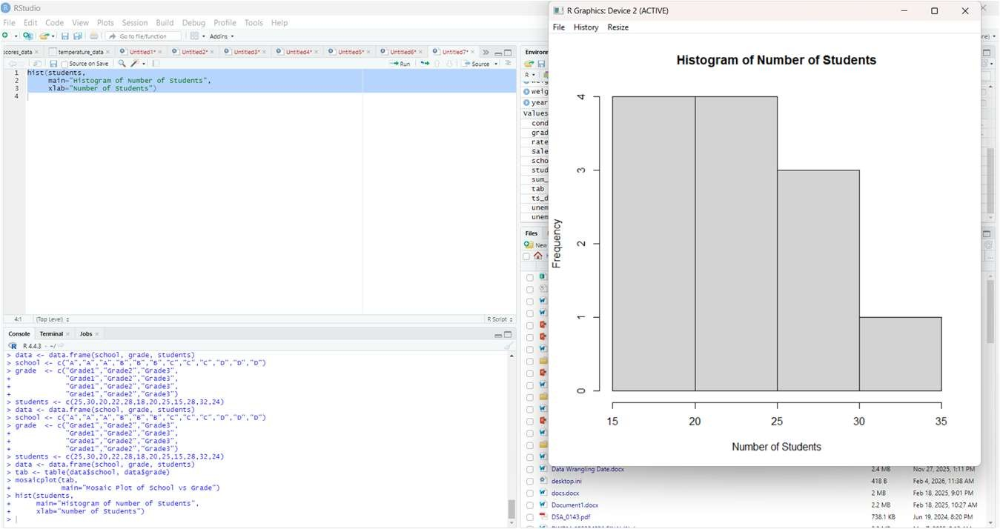 RStudio
File Edit Code View Plots Session Build Debug Profile Tools Help
Go to file/function
Addins
scores_data
temperature_data
Untitled1*
Untitled2*
Untitled3*
Untitled4*
Untitled5*
Untitled6*
Untitled7*
Source on Save
Run
Source
1 hist(students,
2 main="Histogram of Number of Students",
3 xlab="Number of Students")
4
4:1 (Top Level) R Script
Console Terminal Jobs
R 4.4.3 · ~/
> data <- data.frame(school, grade, students)
> school <- c("A","A","A","B","B","B","C","C","C","D","D","D")
> grade <- c("Grade1","Grade2","Grade3",
+ "Grade1","Grade2","Grade3",
+ "Grade1","Grade2","Grade3",
+ "Grade1","Grade2","Grade3")
> students <- c(25,30,20,22,28,18,20,25,15,28,32,24)
> data <- data.frame(school, grade, students)
> school <- c("A","A","A","B","B","B","C","C","C","D","D","D")
> grade <- c("Grade1","Grade2","Grade3",
+ "Grade1","Grade2","Grade3",
+ "Grade1","Grade2","Grade3",
+ "Grade1","Grade2","Grade3")
> students <- c(25,30,20,22,28,18,20,25,15,28,32,24)
> data <- data.frame(school, grade, students)
> tab <- table(data$school, data$grade)
> mosaicplot(tab,
+ main="Mosaic Plot of School vs Grade")
> hist(students,
+ main="Histogram of Number of Students",
+ xlab="Number of Students")
>
Environ
R
weig
year
values
cond
grad
rate
Sale
scho
stud
sum_
tab
ts_d
unem
unem
Files
New
R Graphics: Device 2 (ACTIVE)
File History Resize
Histogram of Number of Students
Frequency
4
3
2
1
0
15 20 25 30 35
Number of Students
Data Wrangling Date.docx 2.4 MB Nov 27, 2025, 1:11 PM
desktop.ini 418 B Feb 4, 2026, 11:38 AM
docs.docx 2 MB Feb 18, 2025, 9:01 PM
Document1.docx 2.2 MB Feb 18, 2025, 10:27 AM
DSA_0143.pdf 738.1 KB Jun 19, 2024, 8:20 PM